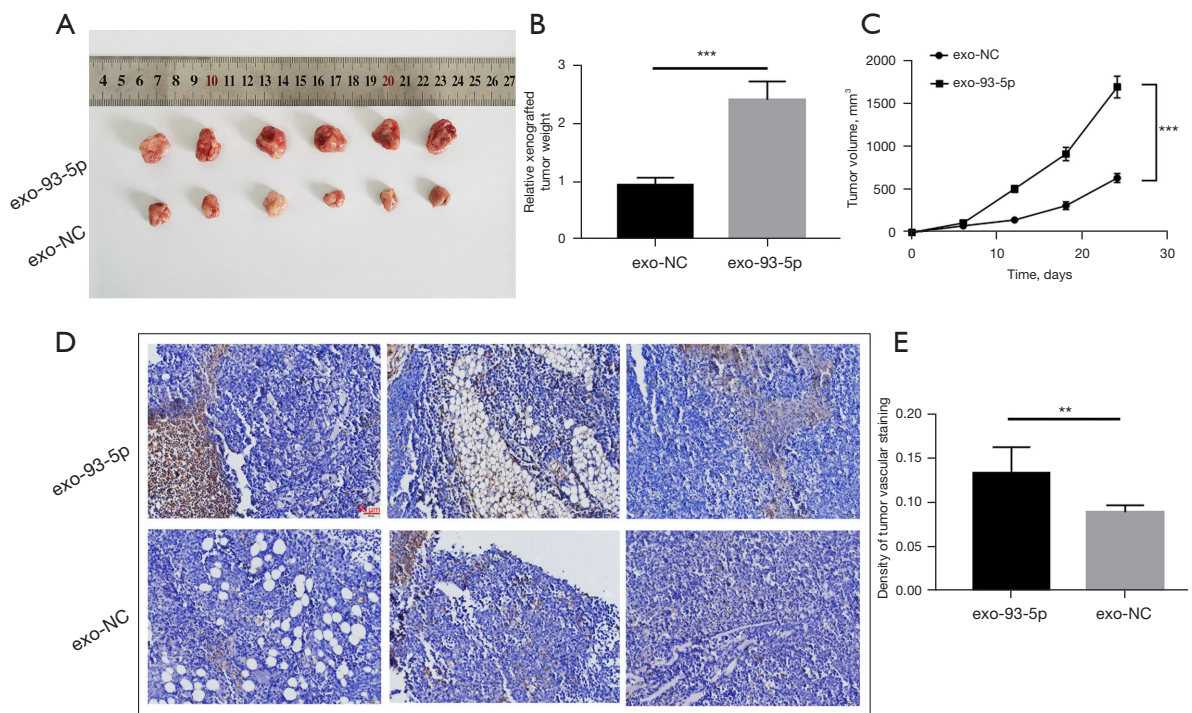 A
4 5 6 7 8 9 10 11 12 13 14 15 16 17 18 19 20 21 22 23 24 25 26 27
exo-93-5p
exo-NC
B
***
Relative xenografted
tumor weight
3
2
1
0
exo-NC
exo-93-5p
C
exo-NC
exo-93-5p
Tumor volume, mm³
2000
1500
1000
500
0
***
0
10
20
30
Time, days
D
exo-93-5p
exo-NC
μm
E
**
Density of tumor vascular staining
0.20
0.15
0.10
0.05
0.00
exo-93-5p
exo-NC